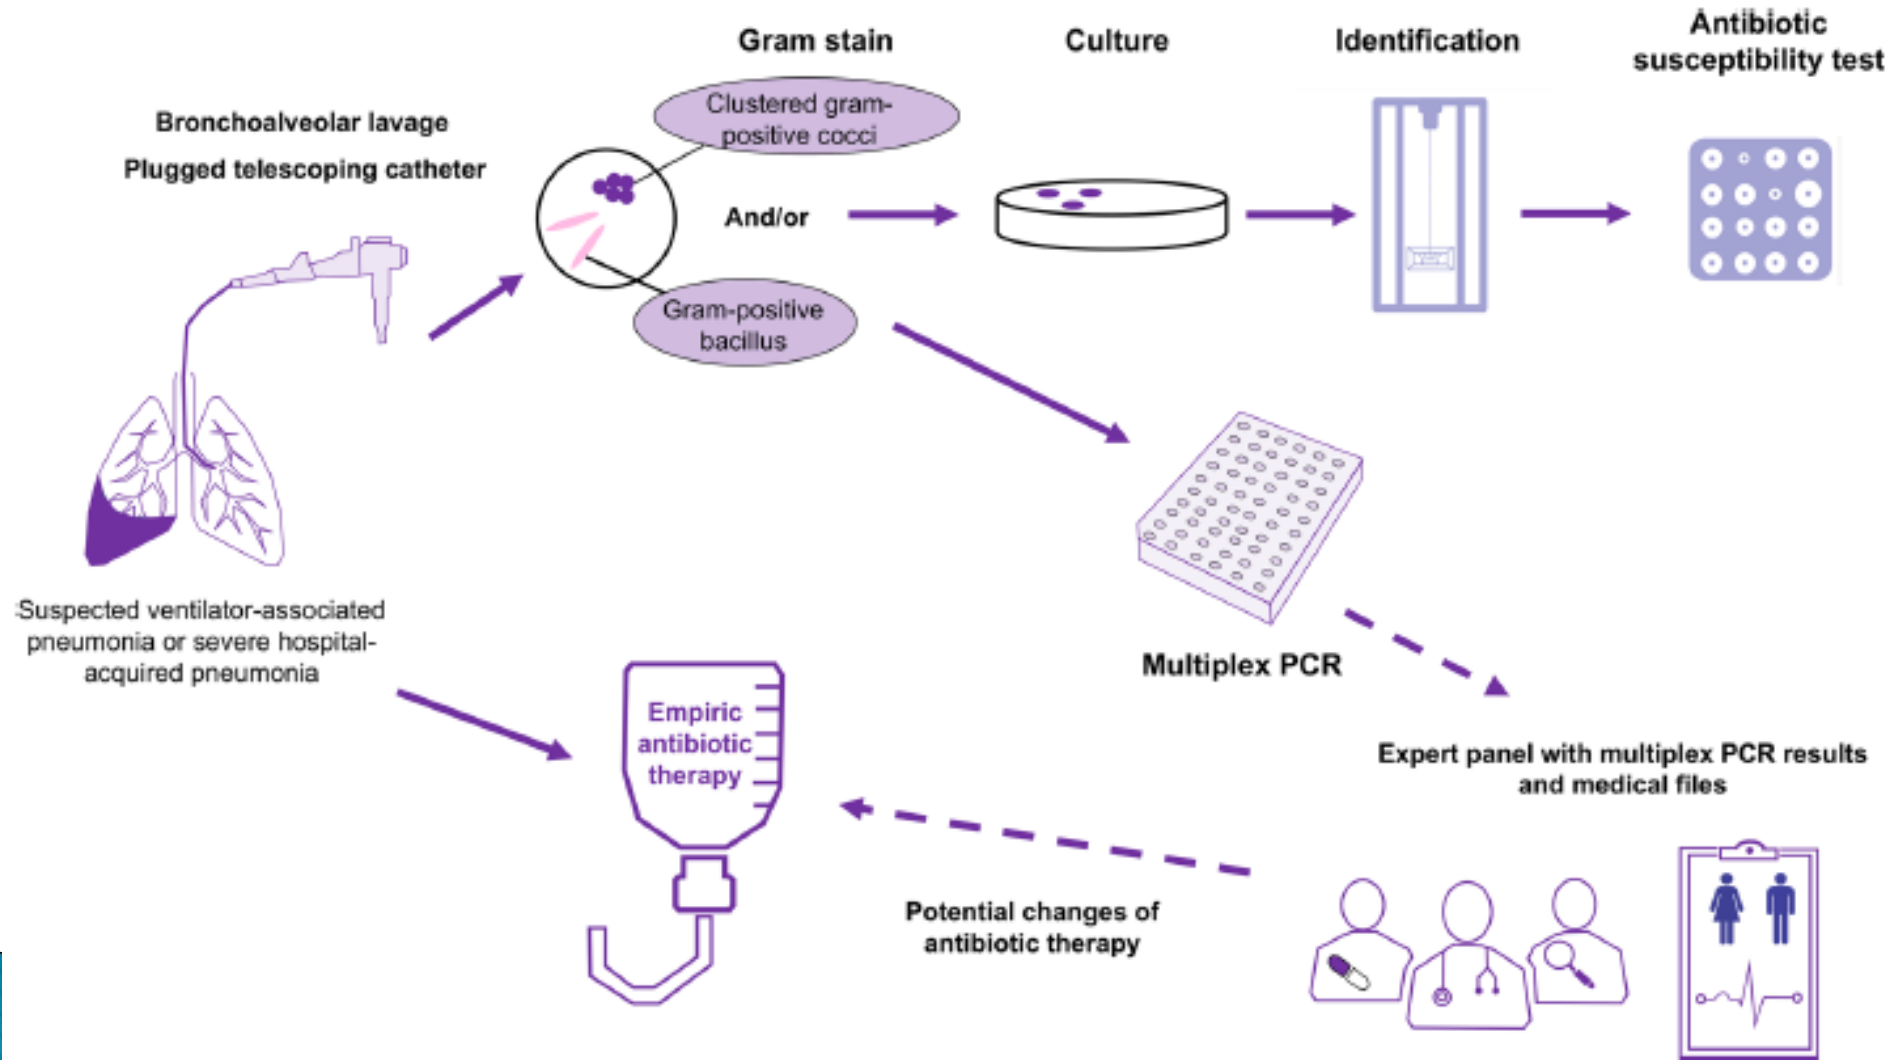 Gram stain
Culture
Identification
Antibiotic
susceptibility test
Clustered gram-
positive cocci
Bronchoalveolar lavage
Plugged telescoping catheter
And/or
Gram-positive
bacillus
Suspected ventilator-associated
pneumonia or severe hospital-
acquired pneumonia
Multiplex PCR
Empiric
antibiotic
therapy
Expert panel with multiplex PCR results
and medical files
Potential changes of
antibiotic therapy